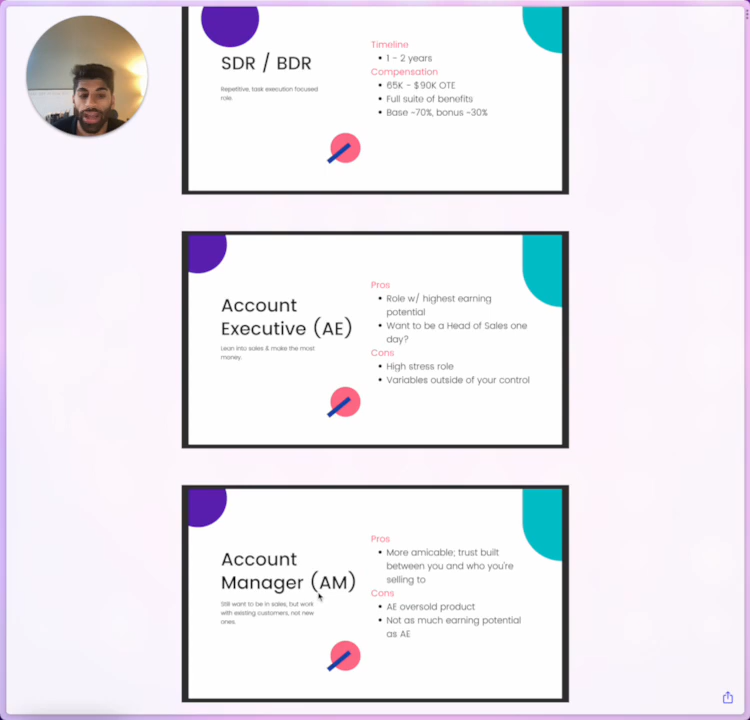 SDR / BDR
Repetitive, task execution focused
role.
Timeline
• 1 - 2 years
Compensation
• 65K - $90K OTE
• Full suite of benefits
• Base ~70%, bonus ~30%
Account
Executive (AE)
Lean into sales & make the most
money.
Pros
• Role w/ highest earning
potential
• Want to be a Head of Sales one
day?
Cons
• High stress role
• Variables outside of your control
Account
Manager (AM)
Still want to be in sales, but work
with existing customers, not new
ones.
Pros
• More amicable; trust built
between you and who you're
selling to
Cons
• AE oversold product
• Not as much earning potential
as AE